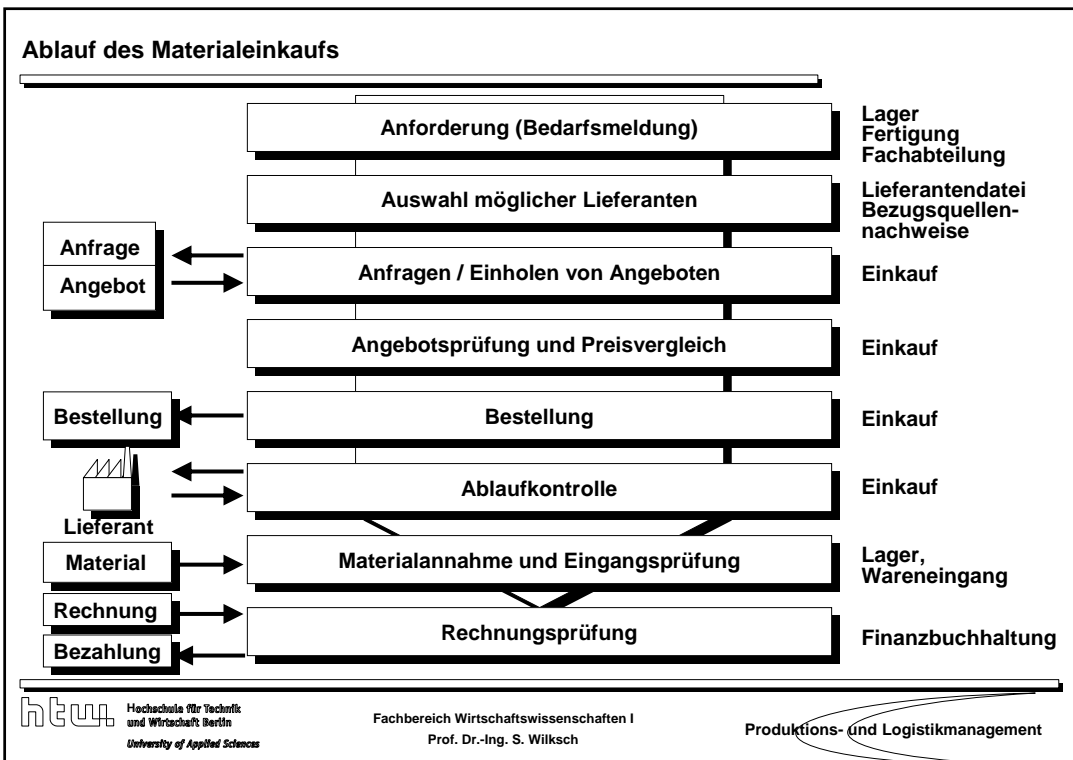 Ablauf des Materialeinkaufs
Anforderung (Bedarfsmeldung)
Lager
Fertigung
Fachabteilung
Auswahl möglicher Lieferanten
Lieferantendatei
Bezugsquellen-
nachweise
Anfrage
Angebot
Anfragen / Einholen von Angeboten
Einkauf
Angebotsprüfung und Preisvergleich
Einkauf
Bestellung
Bestellung
Einkauf
Lieferant
Ablaufkontrolle
Einkauf
Material
Materialannahme und Eingangsprüfung
Lager,
Wareneingang
Rechnung
Bezahlung
Rechnungsprüfung
Finanzbuchhaltung
htw.
Hochschule für Technik
und Wirtschaft Berlin
University of Applied Sciences
Fachbereich Wirtschaftswissenschaften I
Prof. Dr.-Ing. S. Wilksch
Produktions- und Logistikmanagement